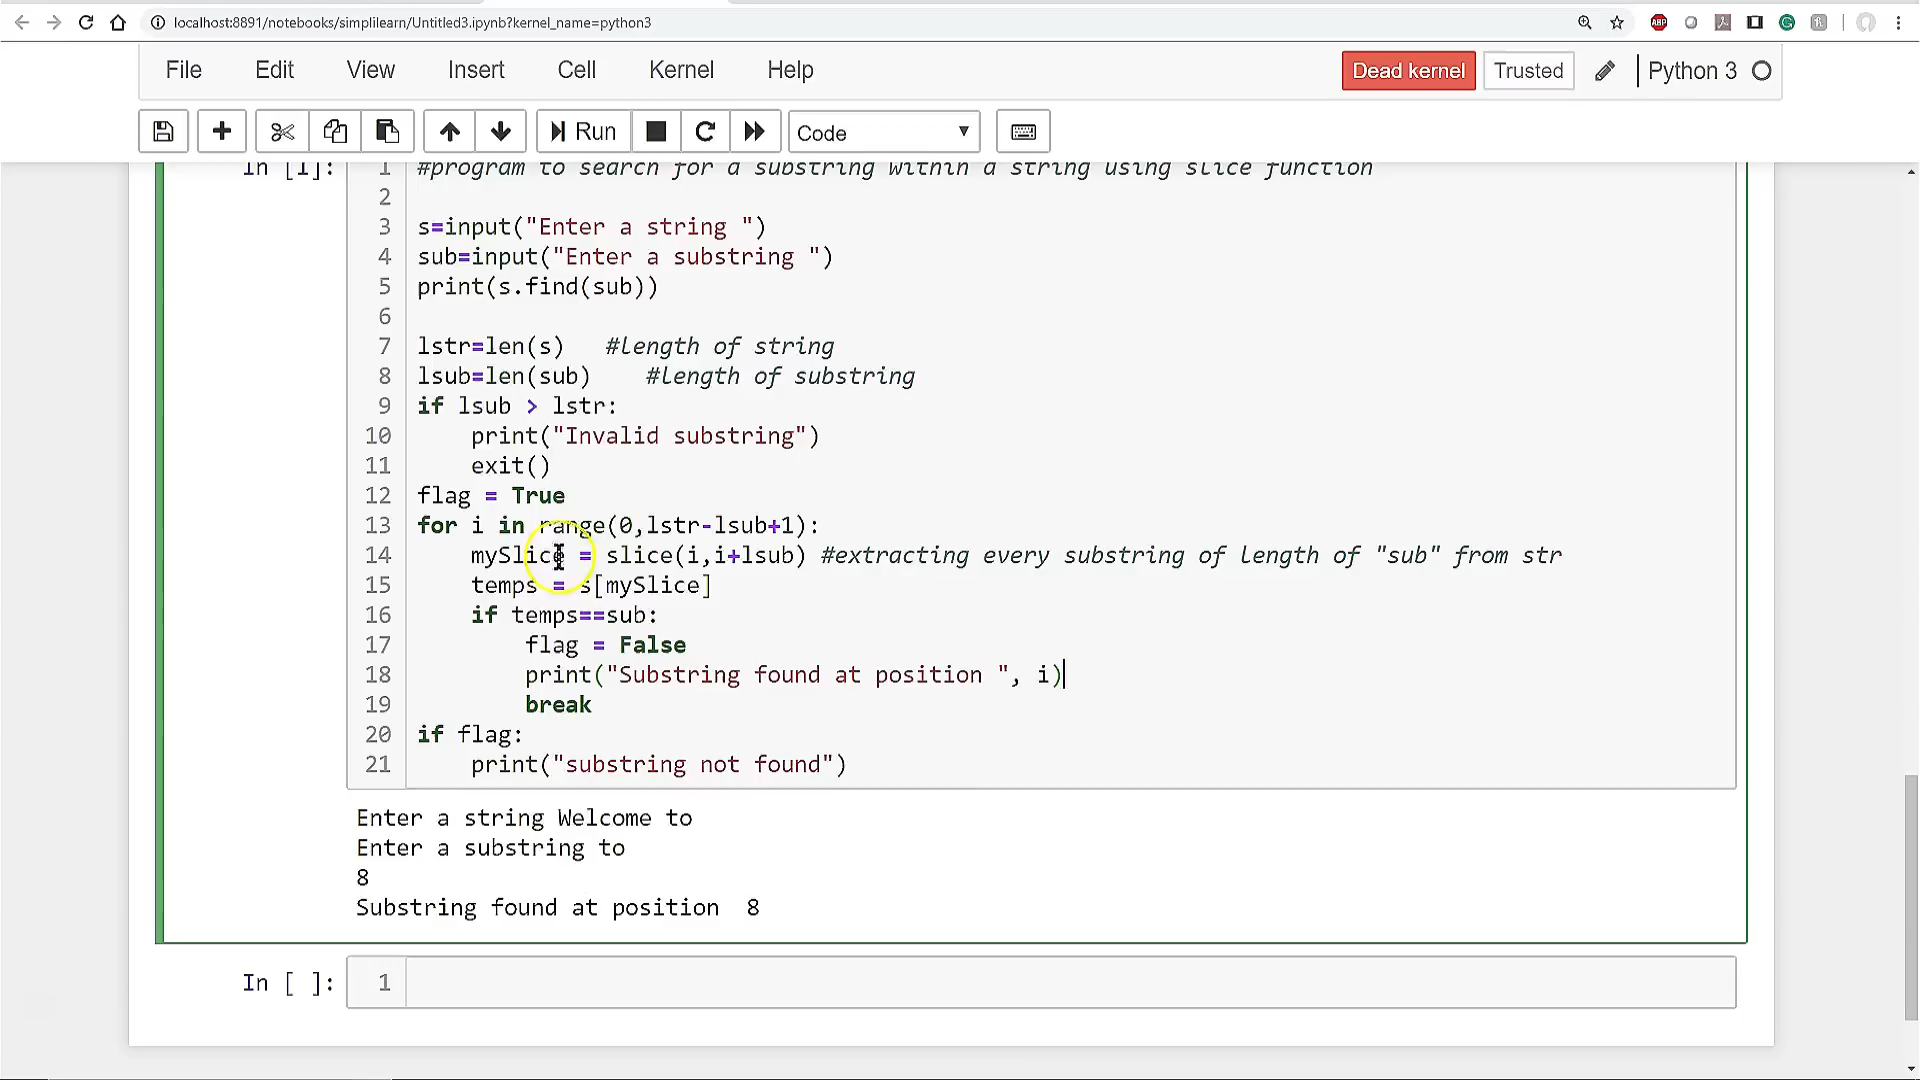 localhost:8891/notebooks/simplilearn/Untitled3.ipynb?kernel_name=python3
File Edit View Insert Cell Kernel Help Dead kernel Trusted Python 3
Run Code
In [1]: 1 #program to search for a substring within a string using slice function
2
3 s=input("Enter a string ")
4 sub=input("Enter a substring ")
5 print(s.find(sub))
6
7 lstr=len(s) #length of string
8 lsub=len(sub) #length of substring
9 if lsub > lstr:
10 print("Invalid substring")
11 exit()
12 flag = True
13 for i in range(0,lstr-lsub+1):
14 mySlice = slice(i,i+lsub) #extracting every substring of length of "sub" from str
15 temps = s[mySlice]
16 if temps==sub:
17 flag = False
18 print("Substring found at position ", i)
19 break
20 if flag:
21 print("substring not found")
Enter a string Welcome to
Enter a substring to
8
Substring found at position  8
In [ ]: 1